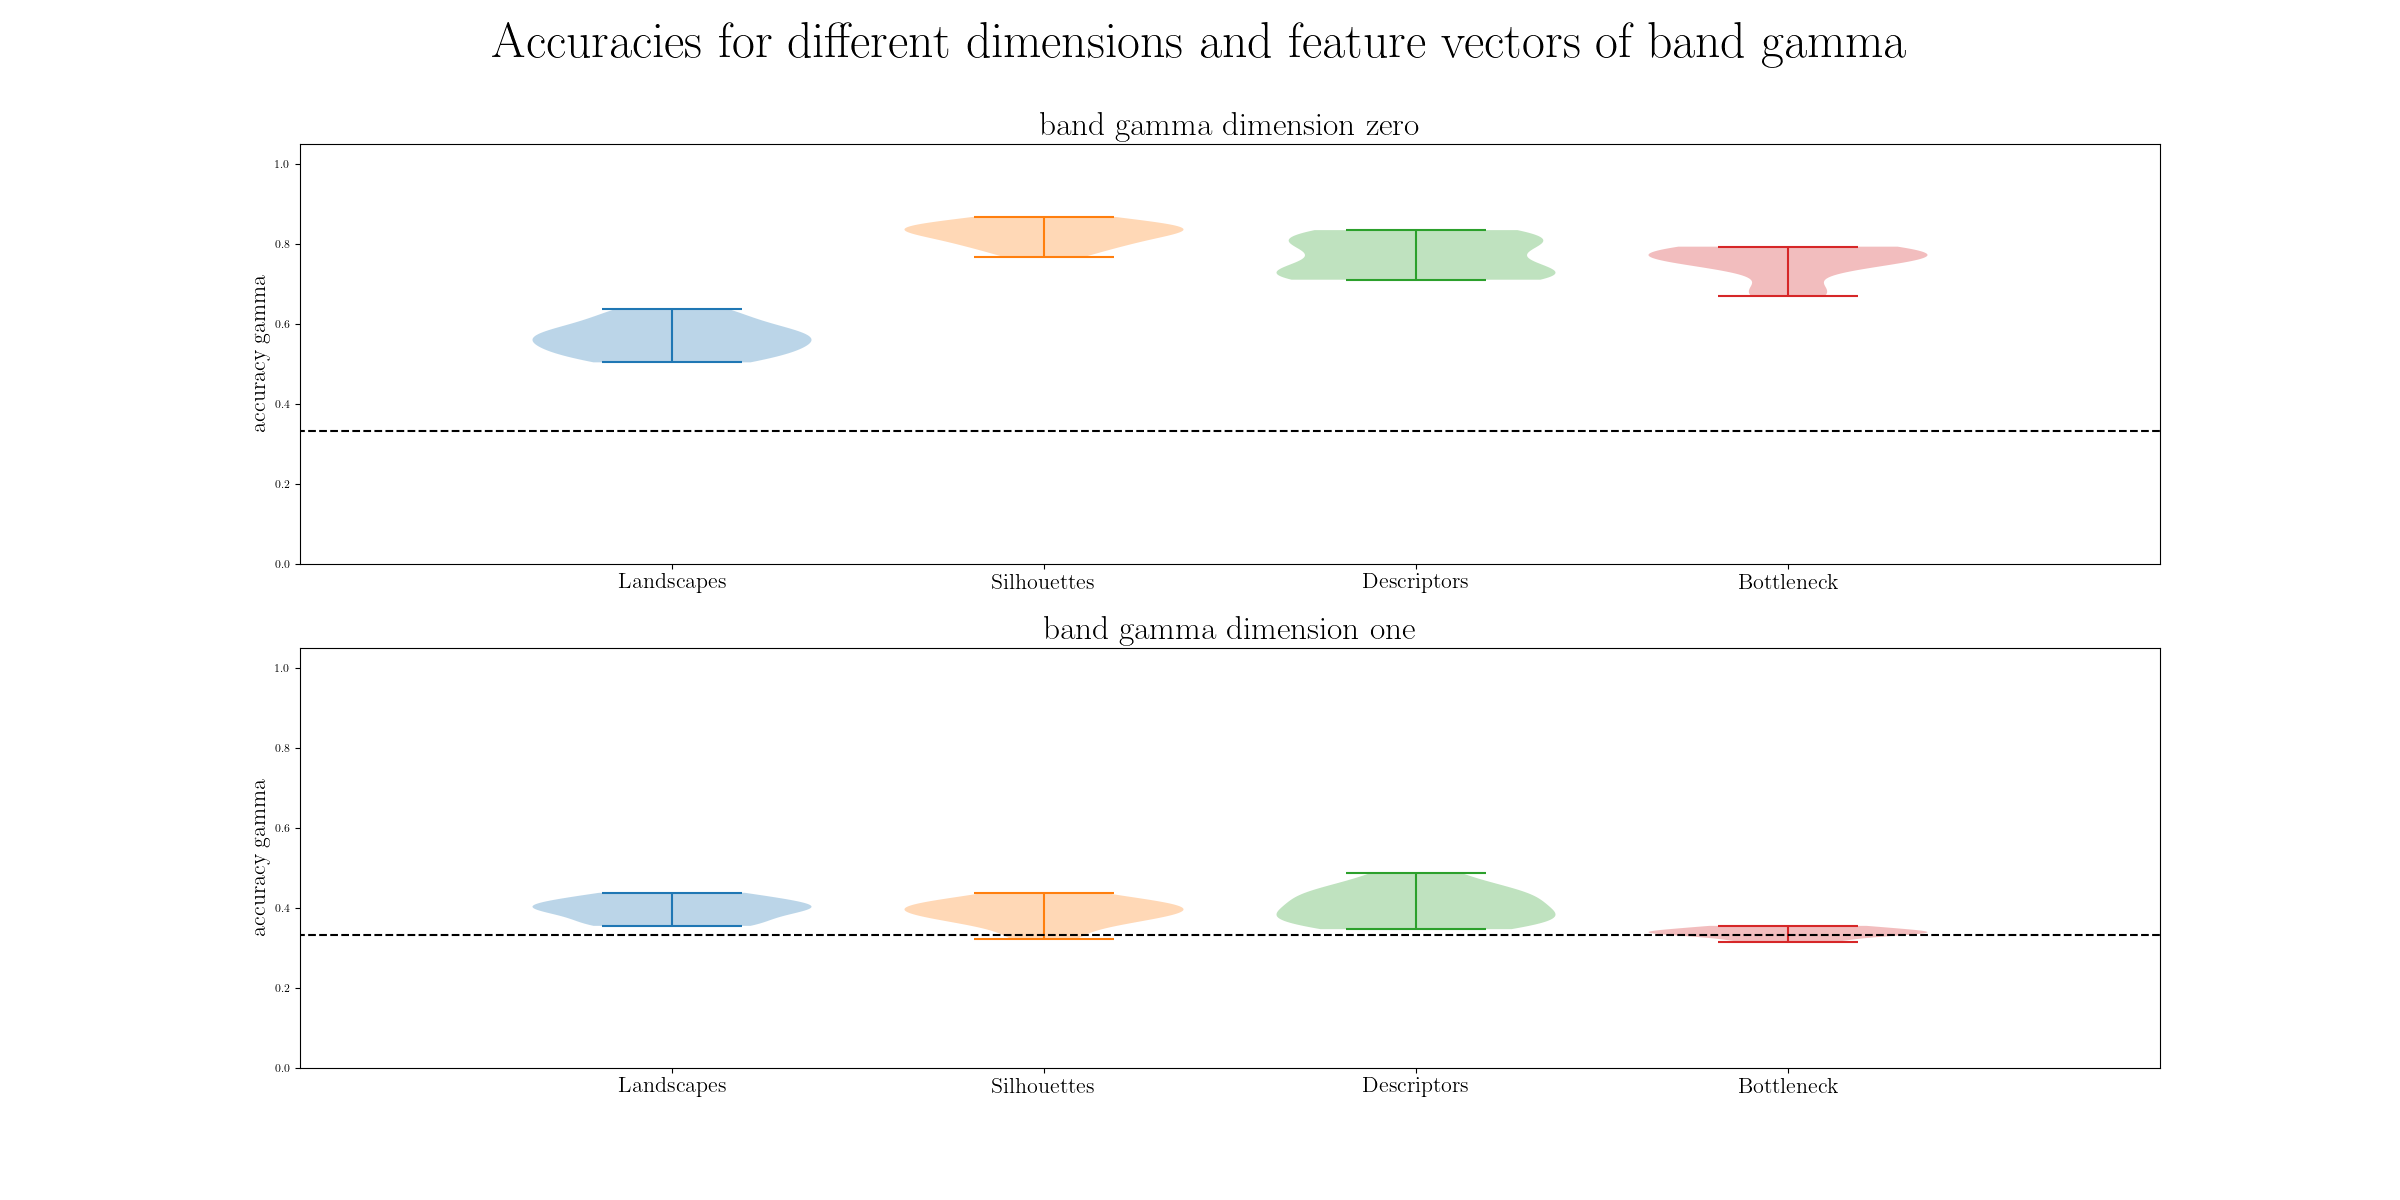 Accuracies for different dimensions and feature vectors of band gamma
band gamma dimension zero
1.0
0.8
0.6
0.4
0.2
0.0
accuracy gamma
Landscapes Silhouettes Descriptors Bottleneck
band gamma dimension one
1.0
0.8
0.6
0.4
0.2
0.0
accuracy gamma
Landscapes Silhouettes Descriptors Bottleneck